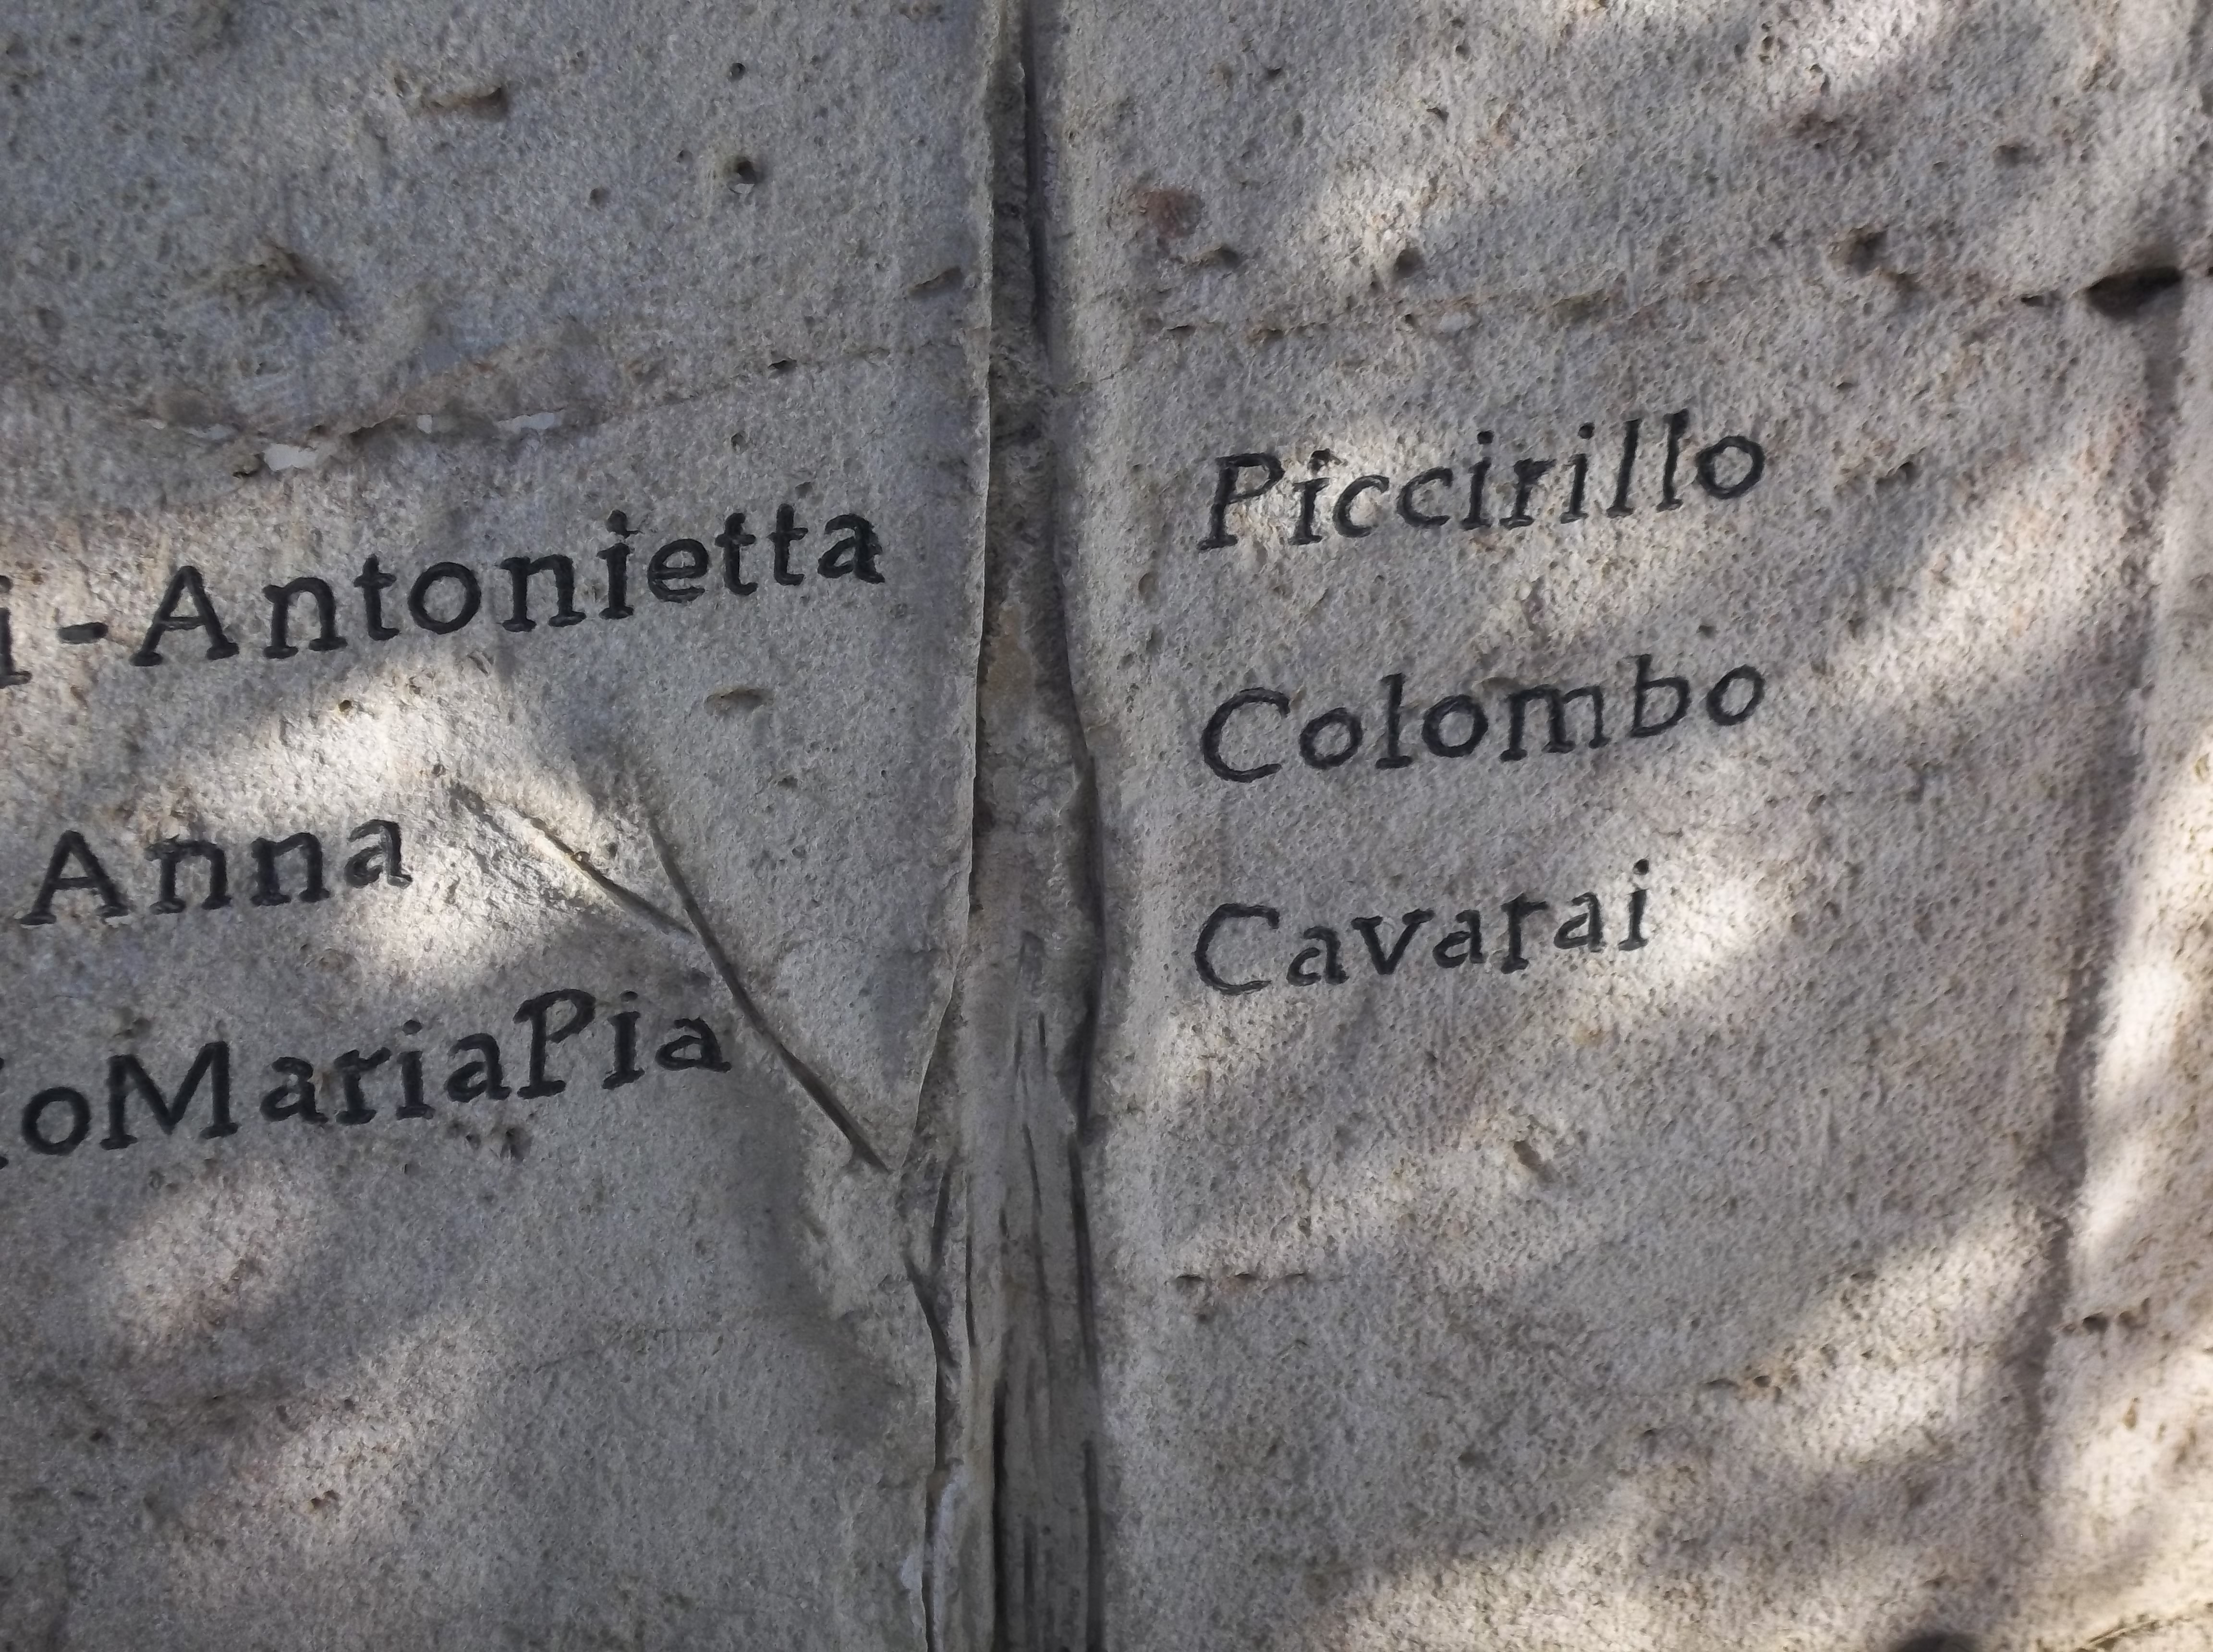 i-Antonietta
Anna
oMariaPia
Piccirillo
Colombo
Cavarai